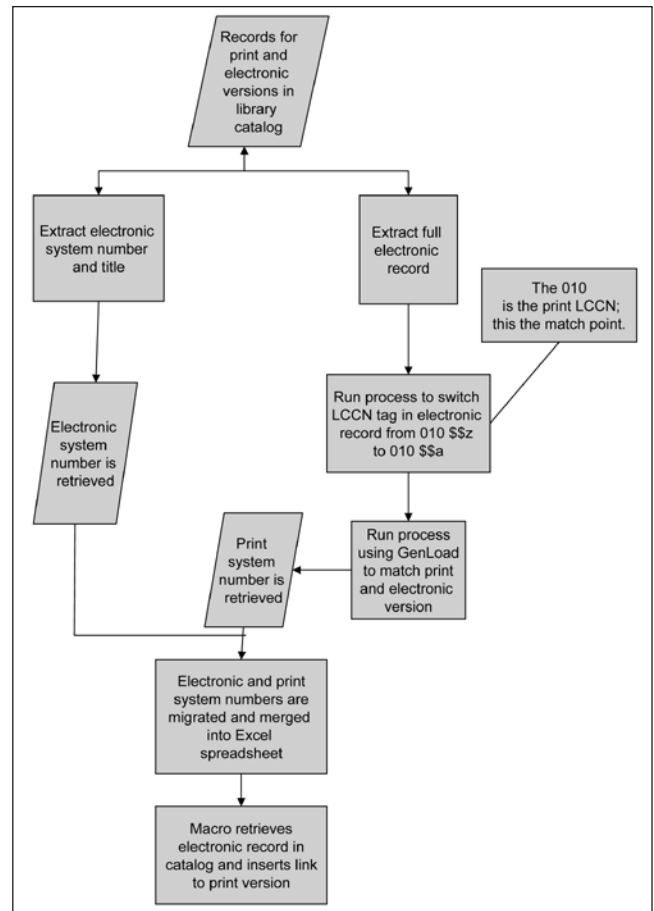 Records for
print and
electronic
versions in
library
catalog
Extract electronic
system number
and title
Extract full
electronic
record
The 010
is the print LCCN;
this the match point.
Electronic
system
number is
retrieved
Run process to switch
LCCN tag in electronic
record from 010 $$z
to 010 $$a
Print
system
number is
retrieved
Run process
using GenLoad
to match print
and electronic
version
Electronic and print
system numbers are
migrated and merged
into Excel
spreadsheet
Macro retrieves
electronic record in
catalog and inserts link
to print version